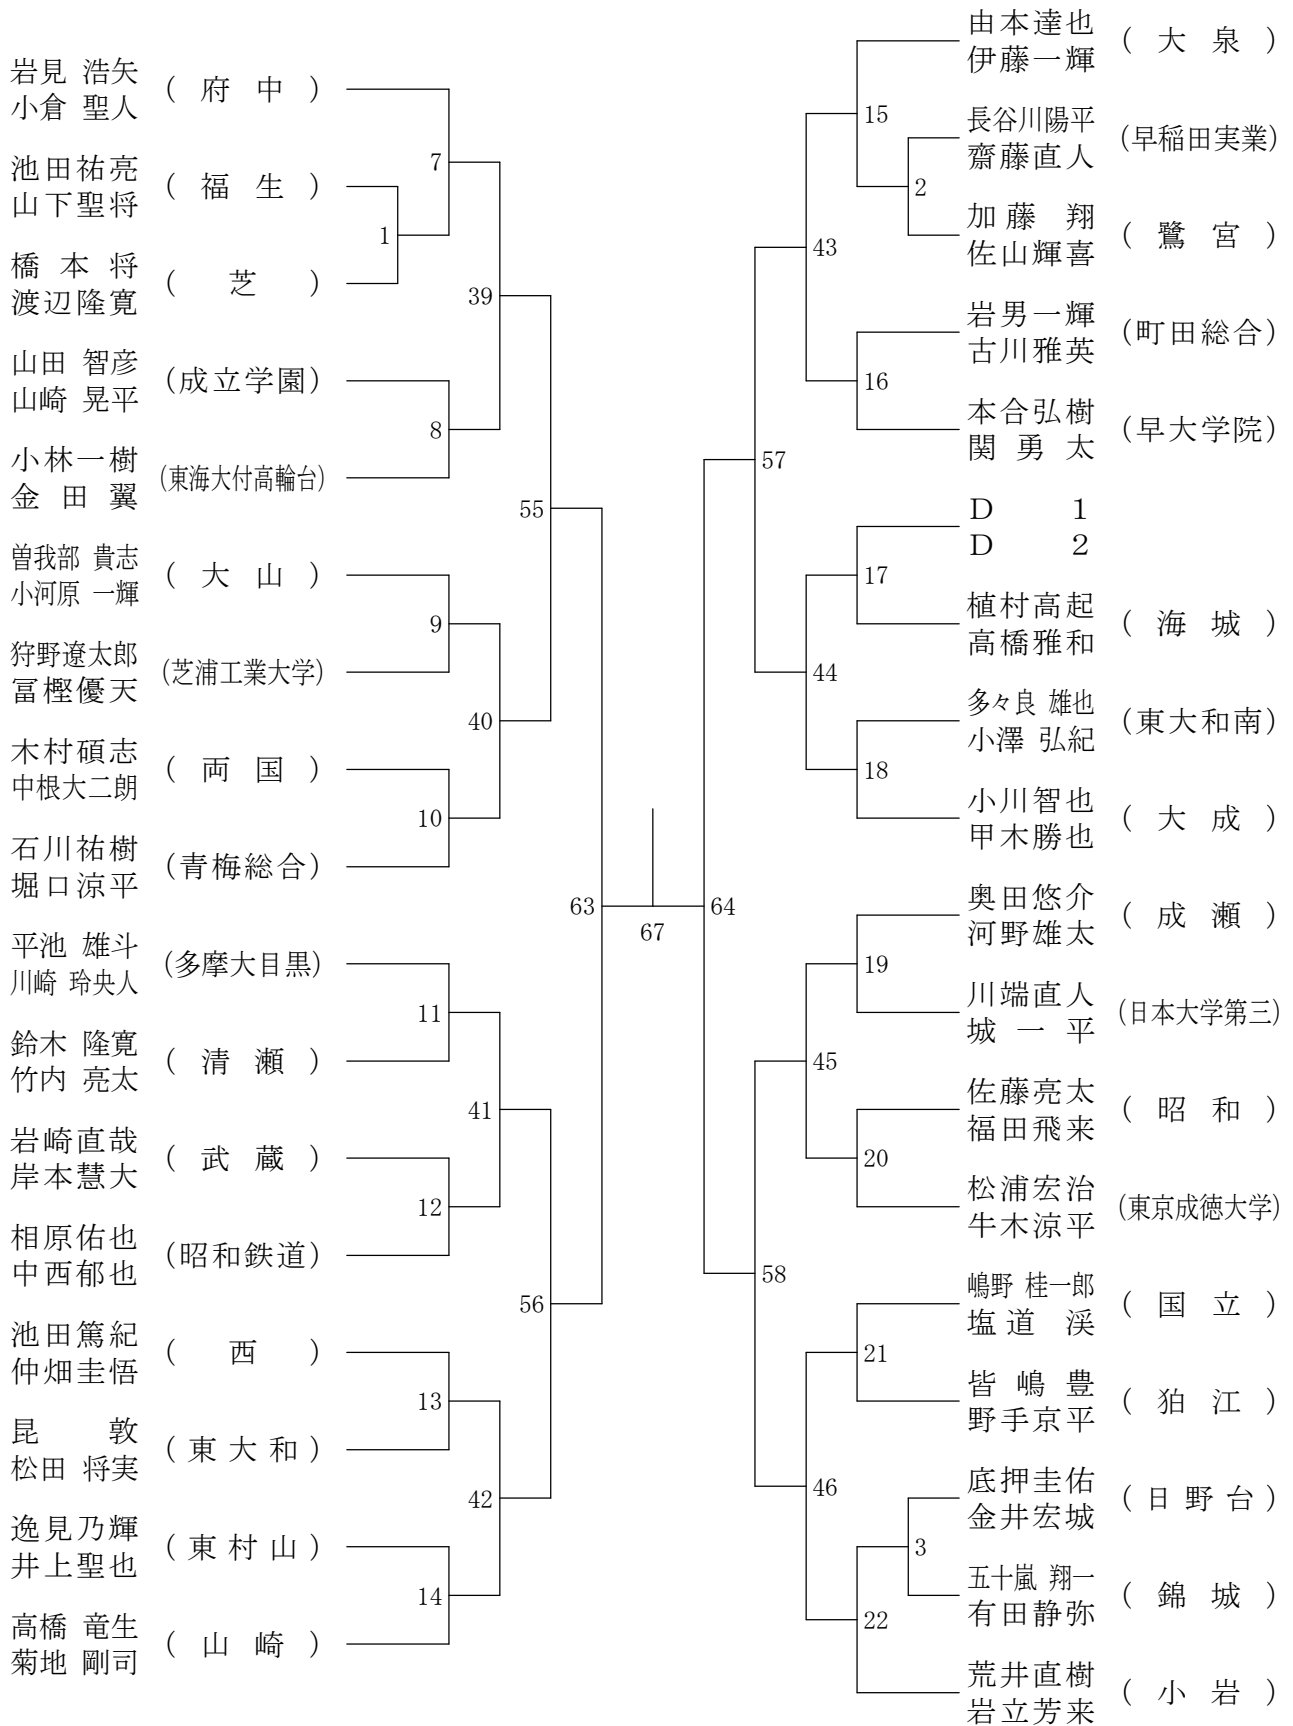 岩見 浩矢
小倉 聖人
(府中)
池田祐亮
山下聖将
(福生)
橋本将
渡辺隆寛
(芝)
山田 智彦
山崎 晃平
(成立学園)
小林一樹
金田翼
(東海大付高輪台)
曽我部 貴志
小河原 一輝
(大山)
狩野遼太郎
冨樫優天
(芝浦工業大学)
木村碩志
中根大二朗
(両国)
石川祐樹
堀口涼平
(青梅総合)
平池 雄斗
川崎 玲央人
(多摩大目黒)
鈴木 隆寛
竹内 亮太
(清瀬)
岩崎直哉
岸本慧大
(武蔵)
相原佑也
中西郁也
(昭和鉄道)
池田篤紀
仲畑圭悟
(西)
昆 敦
松田 将実
(東大和)
逸見乃輝
井上聖也
(東村山)
高橋 竜生
菊地 剛司
(山崎)
1
7
8
9
10
11
12
13
14
39
40
41
42
55
56
63
67
64
57
58
43
44
45
46
15
2
16
17
18
19
20
21
3
22
由本達也
伊藤一輝
(大泉)
長谷川陽平
齋藤直人
(早稲田実業)
加藤 翔
佐山輝喜
(鷺宮)
岩男一輝
古川雅英
(町田総合)
本合弘樹
関勇太
(早大学院)
D 1
D 2
植村高起
高橋雅和
(海城)
多々良 雄也
小澤 弘紀
(東大和南)
小川智也
甲木勝也
(大成)
奥田悠介
河野雄太
(成瀬)
川端直人
城一平
(日本大学第三)
佐藤亮太
福田飛来
(昭和)
松浦宏治
牛木涼平
(東京成徳大学)
嶋野 桂一郎
塩道 渓
(国立)
皆嶋豊
野手京平
(狛江)
底押圭佑
金井宏城
(日野台)
五十嵐 翔一
有田静弥
(錦城)
荒井直樹
岩立芳来
(小岩)